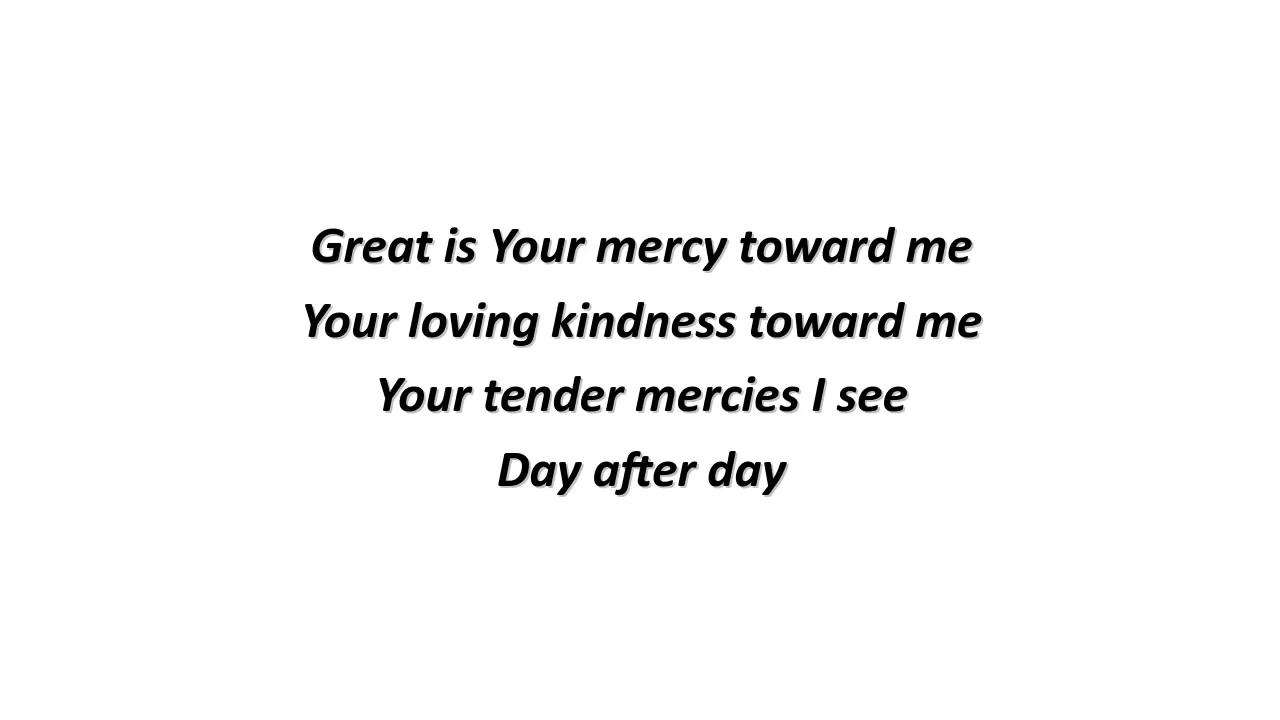 Great is Your mercy toward me
Your loving kindness toward me
Your tender mercies I see
Day after day